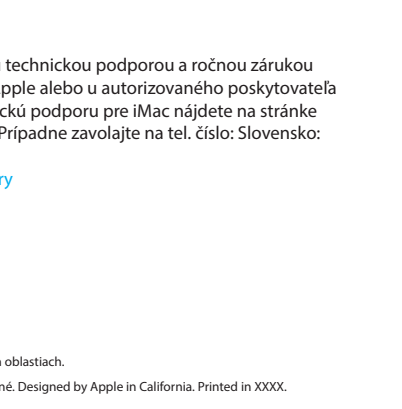 technickou podporou a ročnou zárukou
pple alebo u autorizovaného poskytovateľa
ckú podporu pre iMac nájdete na stránke
Prípadne zavolajte na tel. číslo: Slovensko:
ry
oblastiach.
né. Designed by Apple in California. Printed in XXXX.